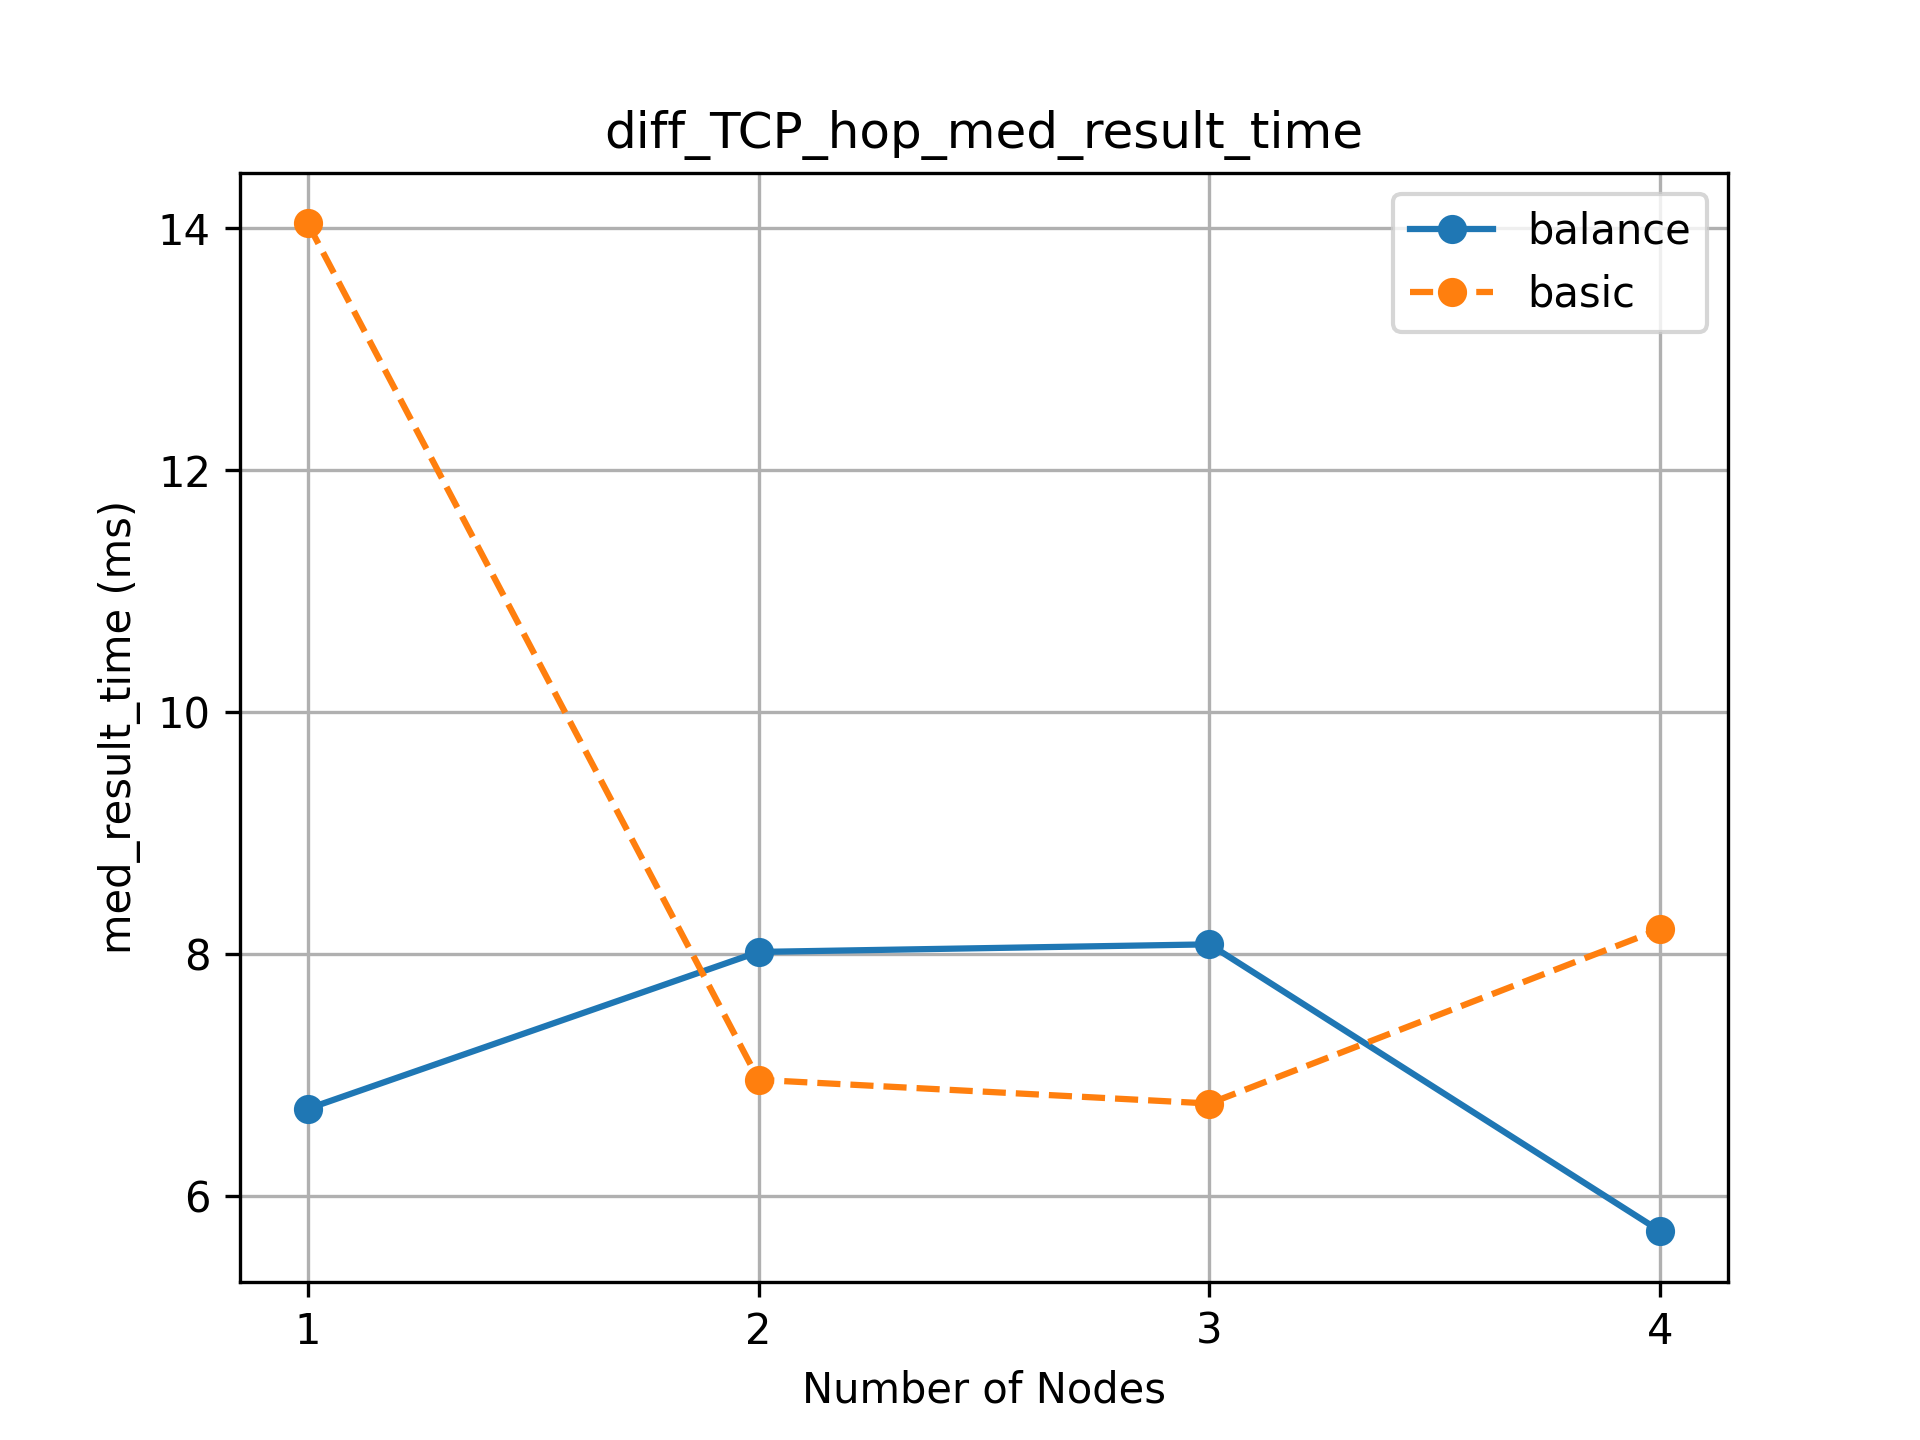 diff_TCP_hop_med_result_time
balance
basic
14
12
10
8
6
med_result_time (ms)
1 2 3 4
Number of Nodes